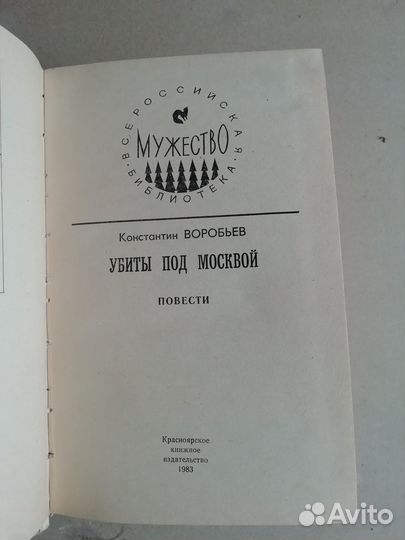 ВСЕРОССИЙСКАЯ
МУЖЕСТВО
·БИБЛИОТЕКА·
Константин ВОРОБЬЕВ
УБИТЫ ПОД МОСКВОЙ
ПОВЕСТИ
Красноярское
книжное
издательство
1983
Avito